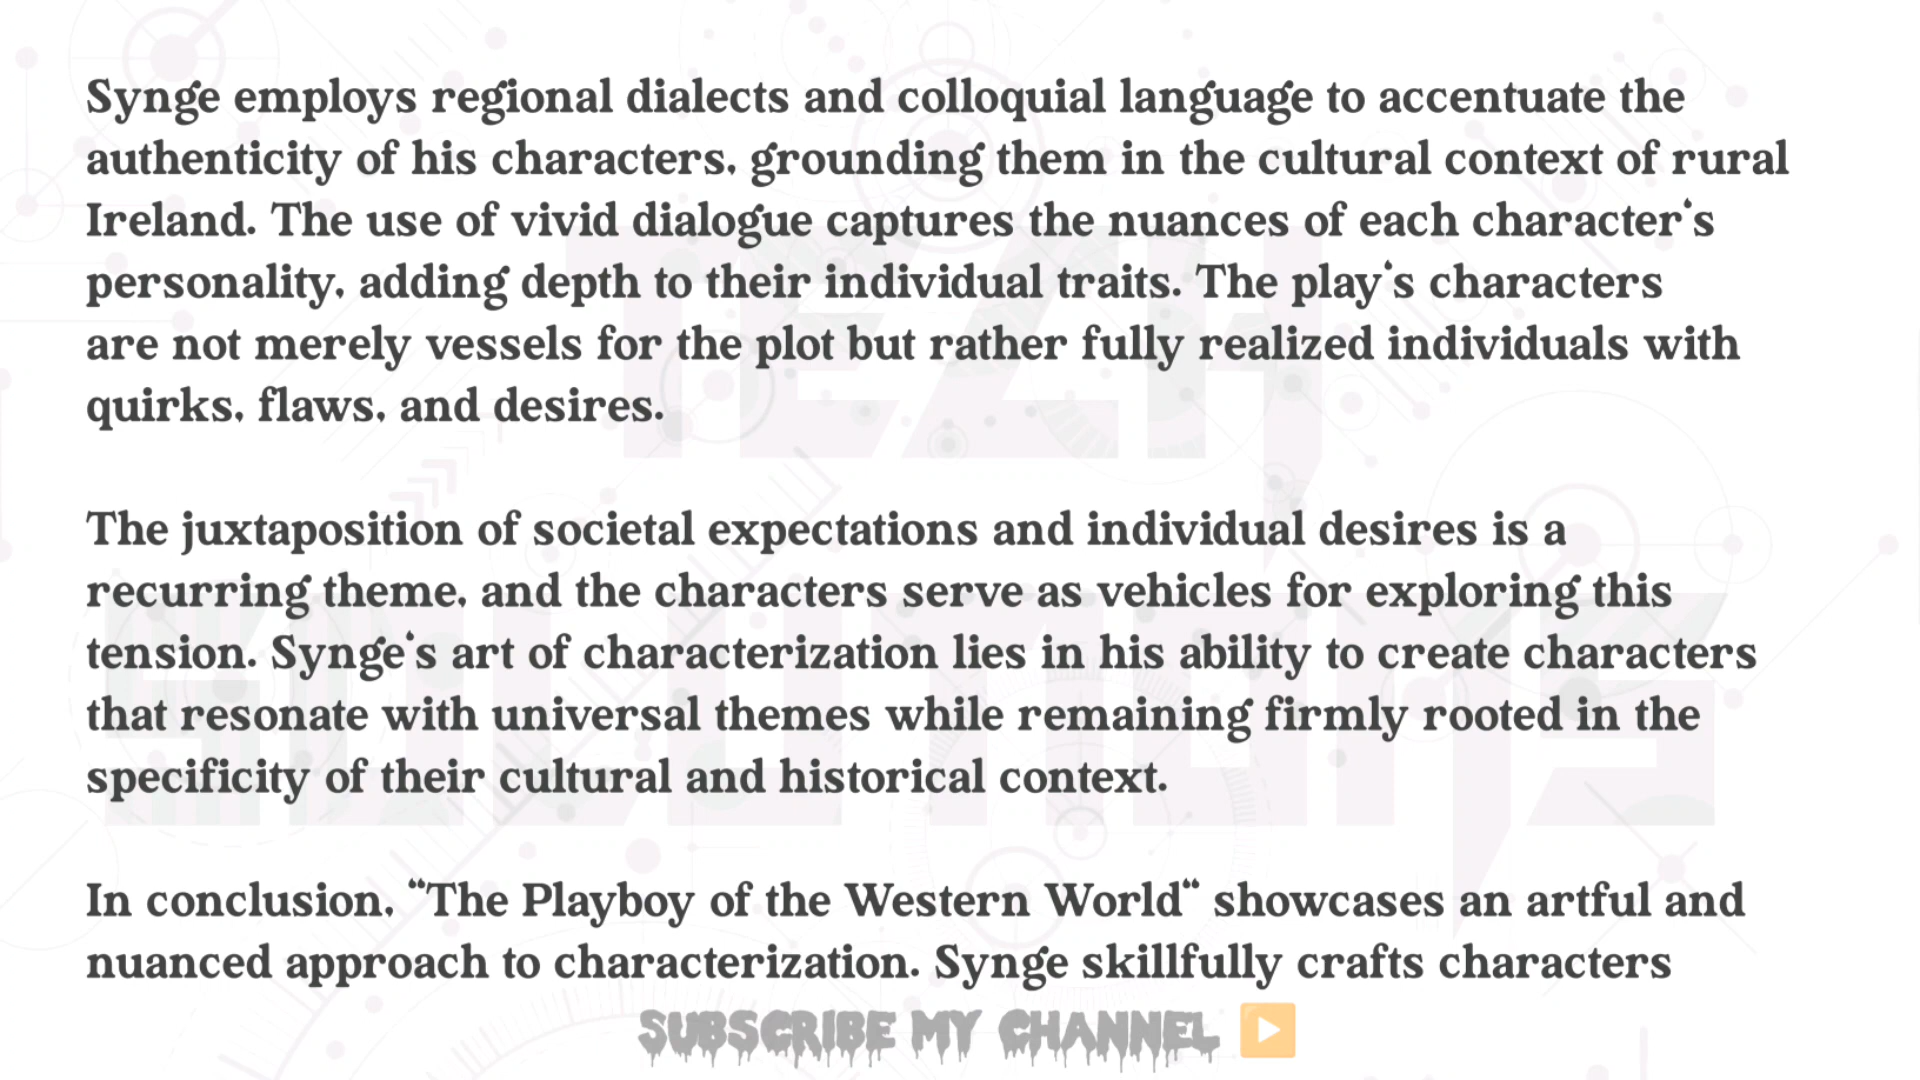 Synge employs regional dialects and colloquial language to accentuate the
authenticity of his characters, grounding them in the cultural context of rural
Ireland. The use of vivid dialogue captures the nuances of each character's
personality, adding depth to their individual traits. The play's characters
are not merely vessels for the plot but rather fully realized individuals with
quirks, flaws, and desires.
The juxtaposition of societal expectations and individual desires is a
recurring theme, and the characters serve as vehicles for exploring this
tension. Synge's art of characterization lies in his ability to create characters
that resonate with universal themes while remaining firmly rooted in the
specificity of their cultural and historical context.
In conclusion, "The Playboy of the Western World" showcases an artful and
nuanced approach to characterization. Synge skillfully crafts characters
SUBSCRIBE MY CHANNEL